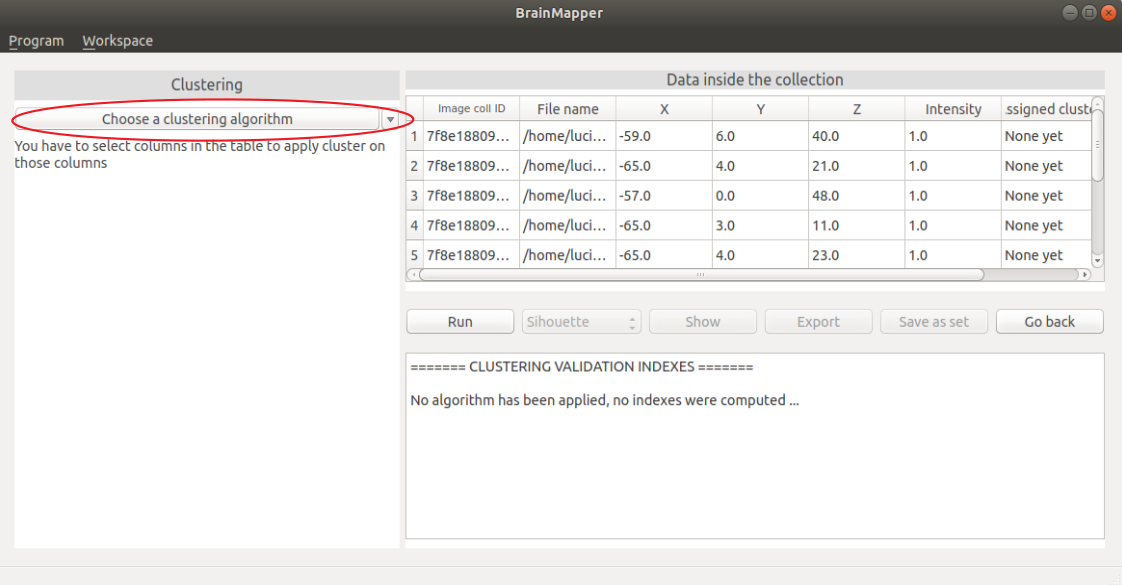 BrainMapper
Program Workspace
Clustering
Choose a clustering algorithm
You have to select columns in the table to apply cluster on
those columns
Data inside the collection
Image coll ID File name X Y Z Intensity ssigned cluste
1 7f8e18809... /home/luci... -59.0 6.0 40.0 1.0 None yet
2 7f8e18809... /home/luci... -65.0 4.0 21.0 1.0 None yet
3 7f8e18809... /home/luci... -57.0 0.0 48.0 1.0 None yet
4 7f8e18809... /home/luci... -65.0 3.0 11.0 1.0 None yet
5 7f8e18809... /home/luci... -65.0 4.0 23.0 1.0 None yet
Run Sihouette Show Export Save as set Go back
======= CLUSTERING VALIDATION INDEXES =======
No algorithm has been applied, no indexes were computed ...